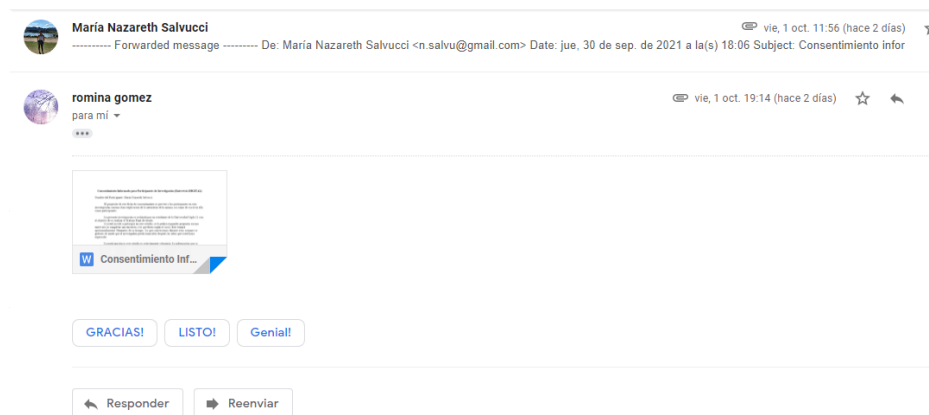 María Nazareth Salvucci
vie, 1 oct. 11:56 (hace 2 días)
---------- Forwarded message --------- De: María Nazareth Salvucci <n.salvu@gmail.com> Date: jue, 30 de sep. de 2021 a la(s) 18:06 Subject: Consentimiento infor
romina gomez
vie, 1 oct. 19:14 (hace 2 días)
para mí
W Consentimiento Inf...
GRACIAS! LISTO! Genial!
Responder Reenviar